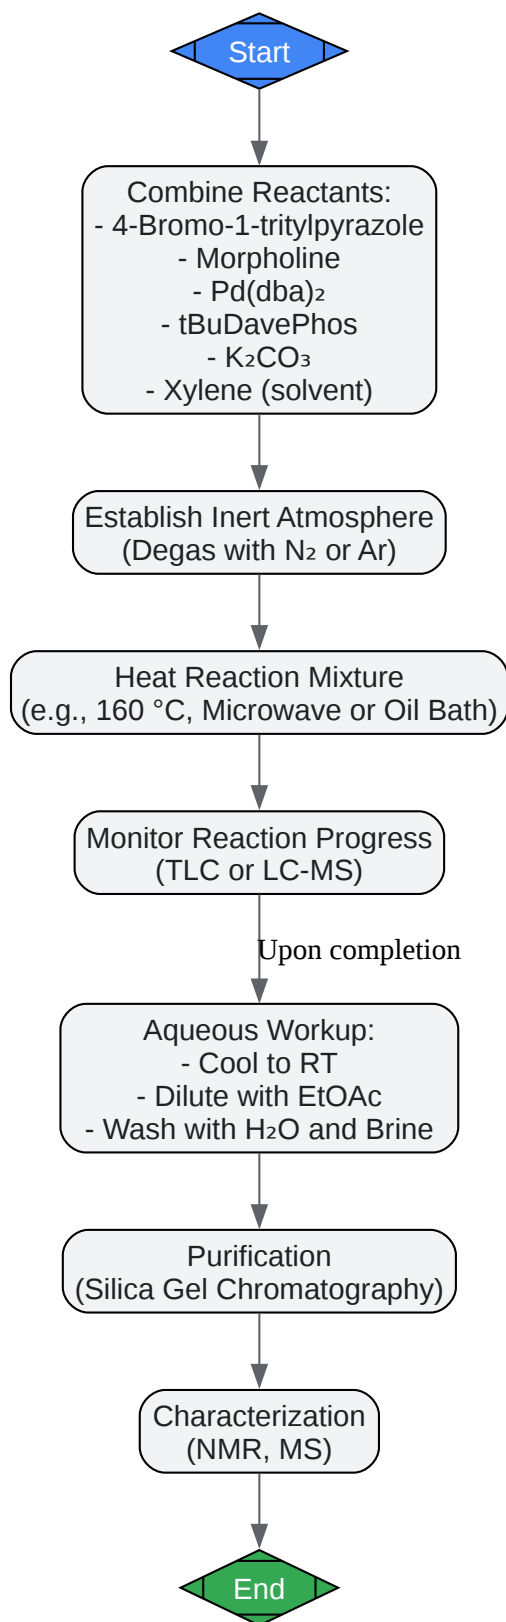 Start
Combine Reactants:
- 4-Bromo-1-tritylpyrazole
- Morpholine
- Pd(dba)₂
- tBuDavePhos
- K₂CO₃
- Xylene (solvent)
Establish Inert Atmosphere
(Degas with N₂ or Ar)
Heat Reaction Mixture
(e.g., 160 °C, Microwave or Oil Bath)
Monitor Reaction Progress
(TLC or LC-MS)
Upon completion
Aqueous Workup:
- Cool to RT
- Dilute with EtOAc
- Wash with H₂O and Brine
Purification
(Silica Gel Chromatography)
Characterization
(NMR, MS)
End